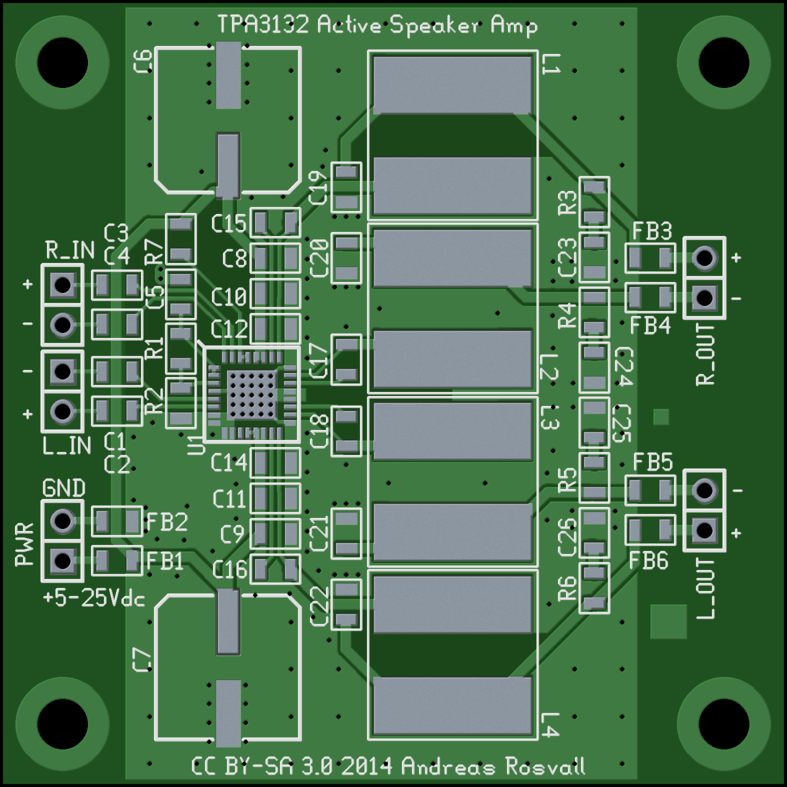 TPA3132 Active Speaker Amp
C6
L1
C19
R3
C15
C3
C4
R_IN
R7
C8
C20
C23
FB3
+
+
C5
C10
-
-
R4
FB4
C12
R1
R_OUT
C17
L2
C24
-
R2
U1
L3
C18
C25
+
L_IN
C1
C2
C14
FB5
GND
R5
-
C11
FB2
C9
C21
C26
+
PWR
FB1
C16
FB6
+5-25Vdc
R6
L_OUT
C22
C7
L4
CC BY-SA 3.0 2014 Andreas Rosvall